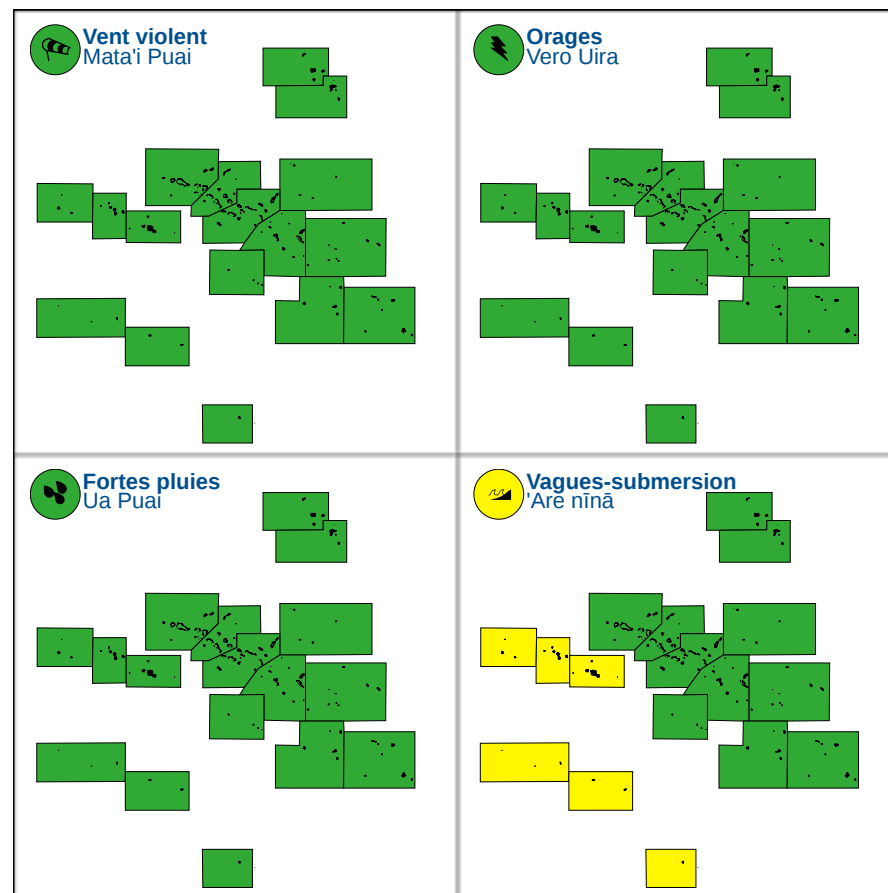 Vent violent
Mata'i Puai
Orages
Vero Uira
Fortes pluies
Ua Puai
Vagues-submersion
'Are nīnā